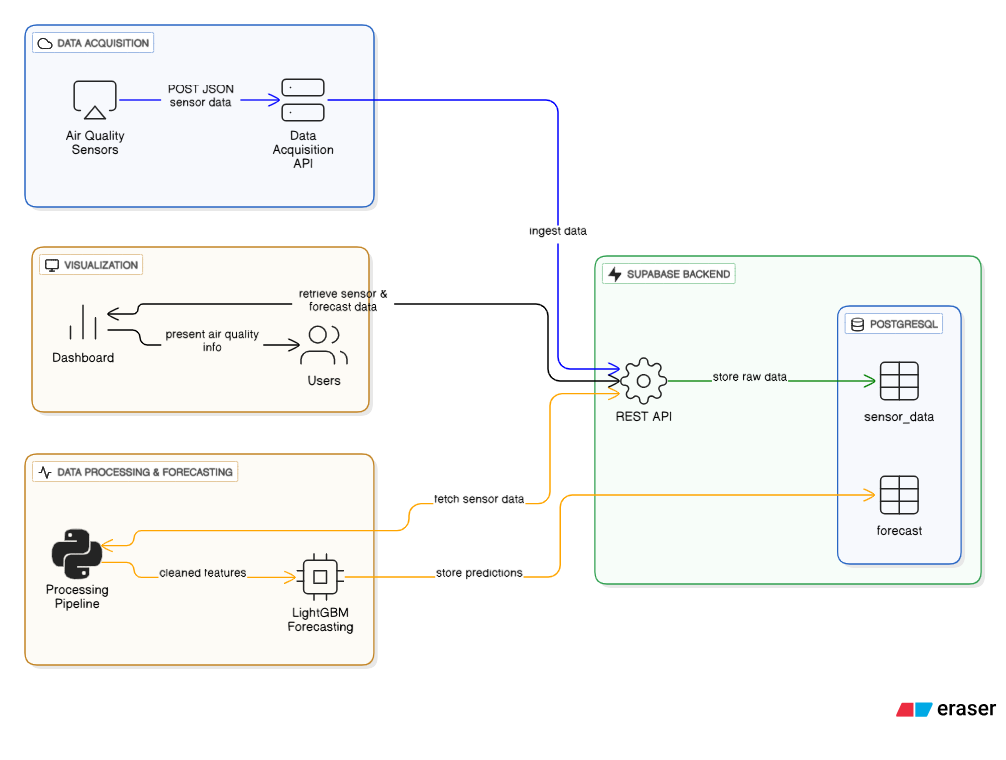 DATA ACQUISITION
POST JSON
sensor data
Air Quality
Sensors
Data
Acquisition
API
ingest data
VISUALIZATION
retrieve sensor &
forecast data
present air quality
info
Dashboard
Users
SUPABASE BACKEND
POSTGRESQL
REST API
store raw data
sensor_data
forecast
DATA PROCESSING & FORECASTING
fetch sensor data
cleaned features
store predictions
Processing
Pipeline
LightGBM
Forecasting
eraser